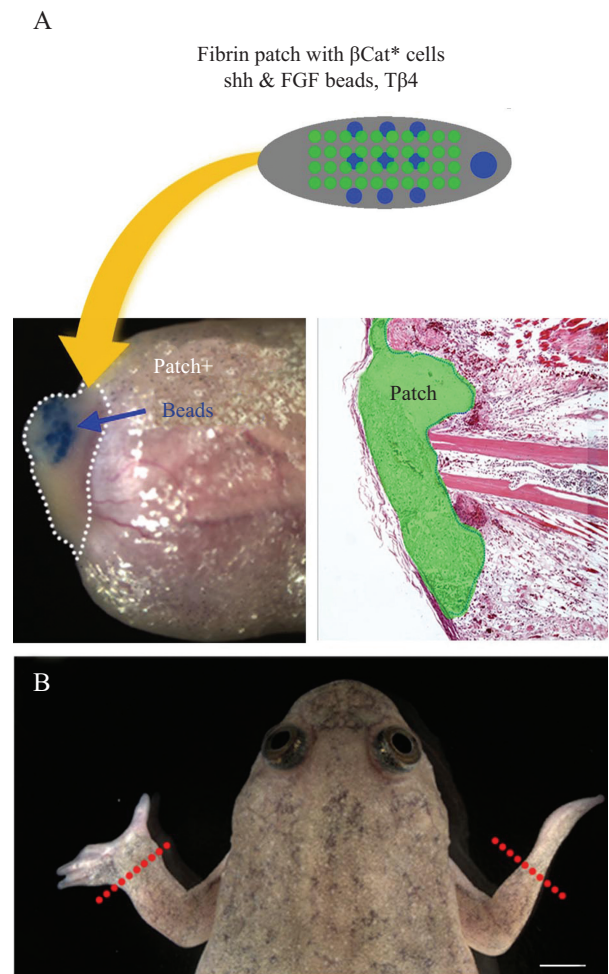 A
Fibrin patch with βCat* cells
shh & FGF beads, Tβ4
Patch+
Beads
Patch
B